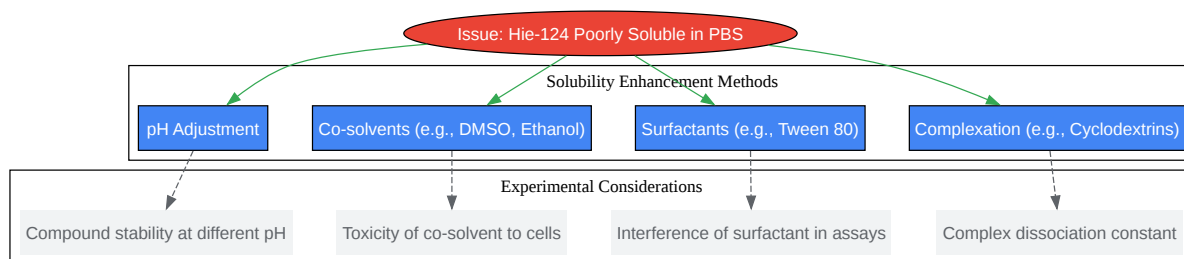 Issue: Hie-124 Poorly Soluble in PBS
Solubility Enhancement Methods
pH Adjustment
Co-solvents (e.g., DMSO, Ethanol)
Surfactants (e.g., Tween 80)
Complexation (e.g., Cyclodextrins)
Experimental Considerations
Compound stability at different pH
Toxicity of co-solvent to cells
Interference of surfactant in assays
Complex dissociation constant